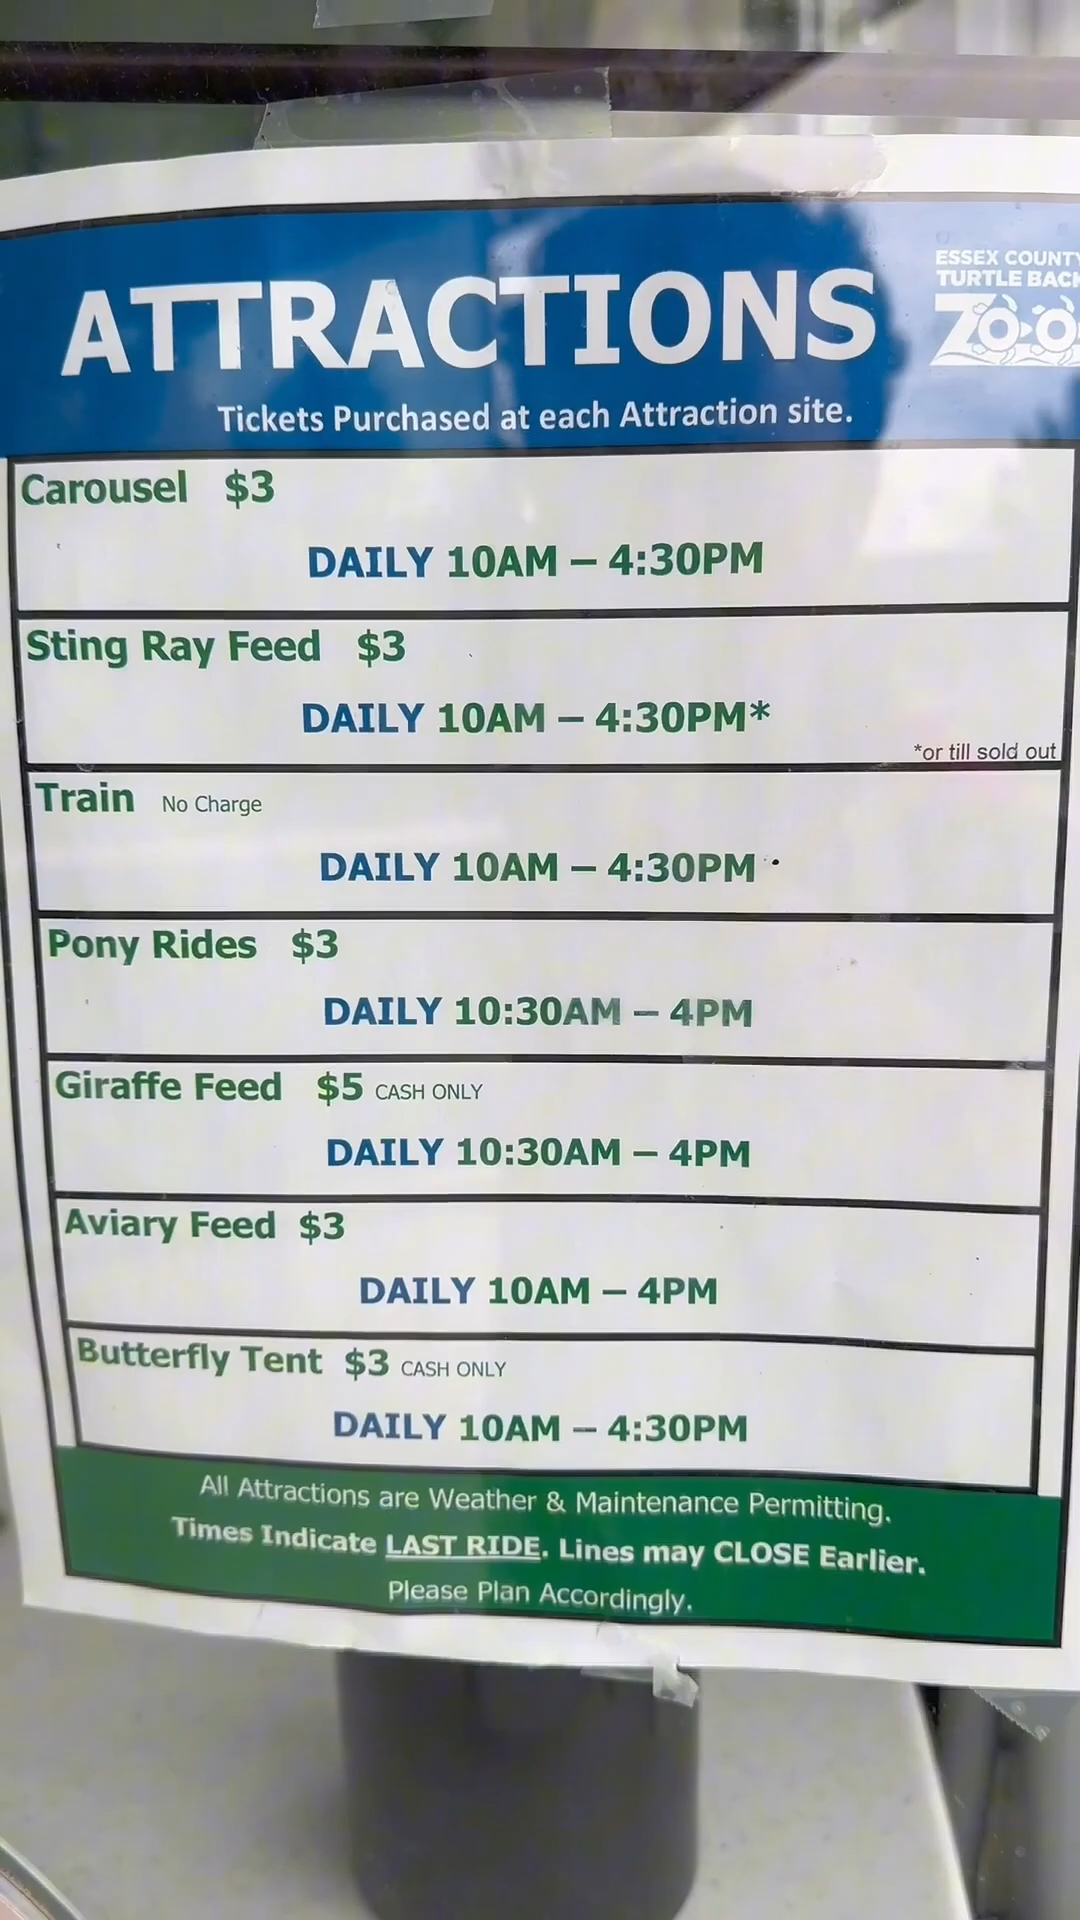 ESSEX COUNTY
TURTLE BACK
ZOO
ATTRACTIONS
Tickets Purchased at each Attraction site.
Carousel $3
DAILY 10AM – 4:30PM
Sting Ray Feed $3
DAILY 10AM – 4:30PM*
*or till sold out
Train No Charge
DAILY 10AM – 4:30PM
Pony Rides $3
DAILY 10:30AM – 4PM
Giraffe Feed $5 CASH ONLY
DAILY 10:30AM – 4PM
Aviary Feed $3
DAILY 10AM – 4PM
Butterfly Tent $3 CASH ONLY
DAILY 10AM – 4:30PM
All Attractions are Weather & Maintenance Permitting.
Times Indicate LAST RIDE. Lines may CLOSE Earlier.
Please Plan Accordingly.